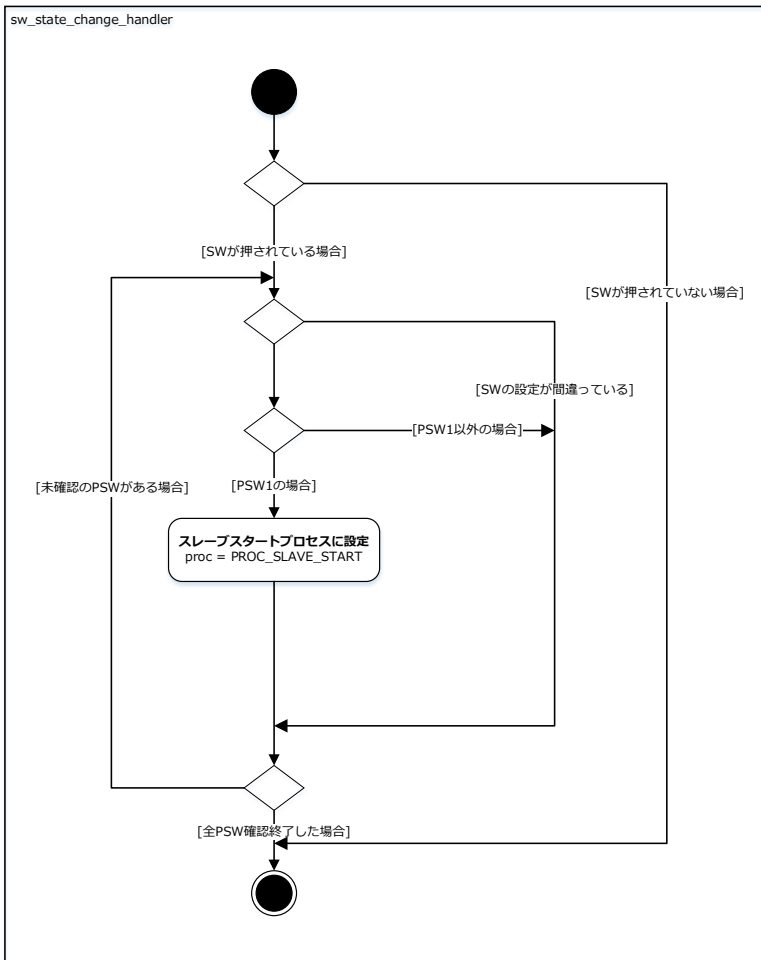 sw_state_change_handler
[SWが押されている場合]
[SWが押されていない場合]
[SWの設定が間違っている]
[PSW1以外の場合]
[未確認のPSWがある場合]
[PSW1の場合]
スレーブスタートプロセスに設定
proc = PROC_SLAVE_START
[全PSW確認終了した場合]